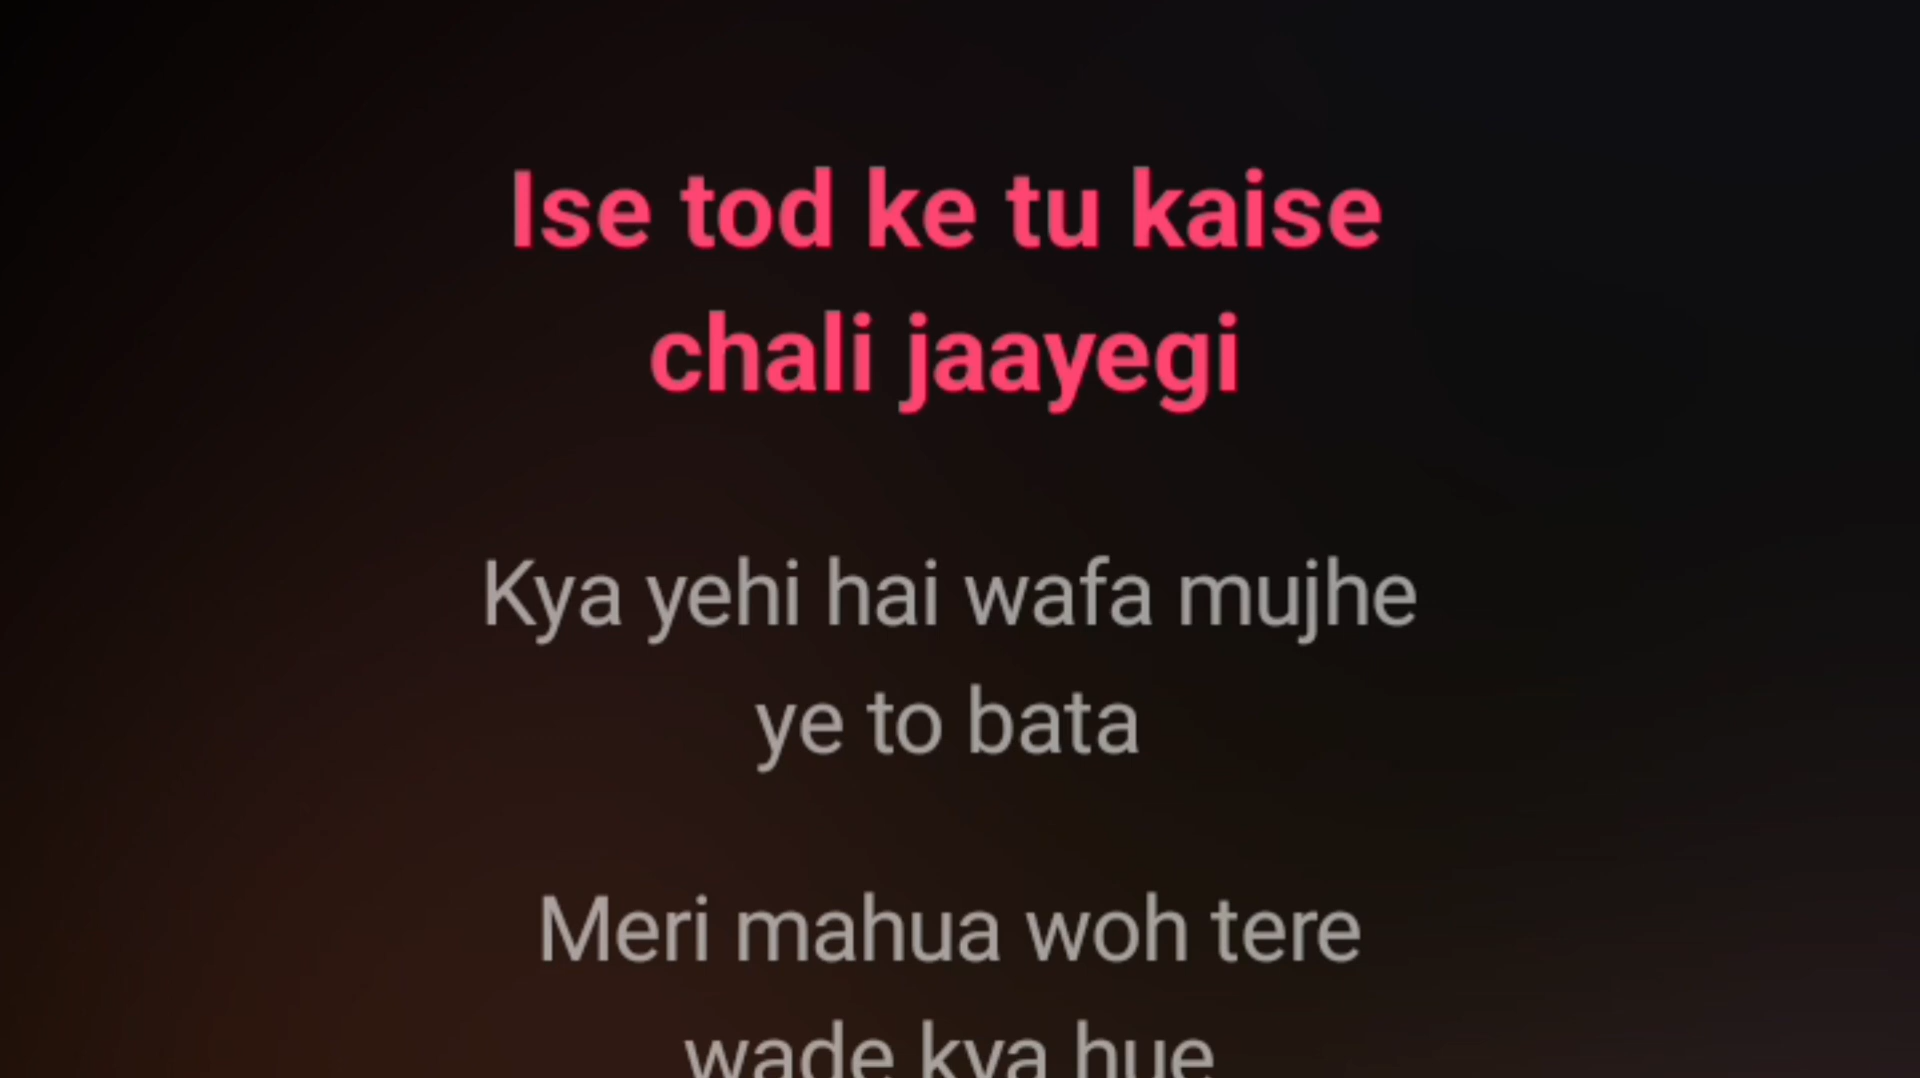 Ise tod ke tu kaise
chali jaayegi
Kya yehi hai wafa mujhe
ye to bata
Meri mahua woh tere
wade kya hue